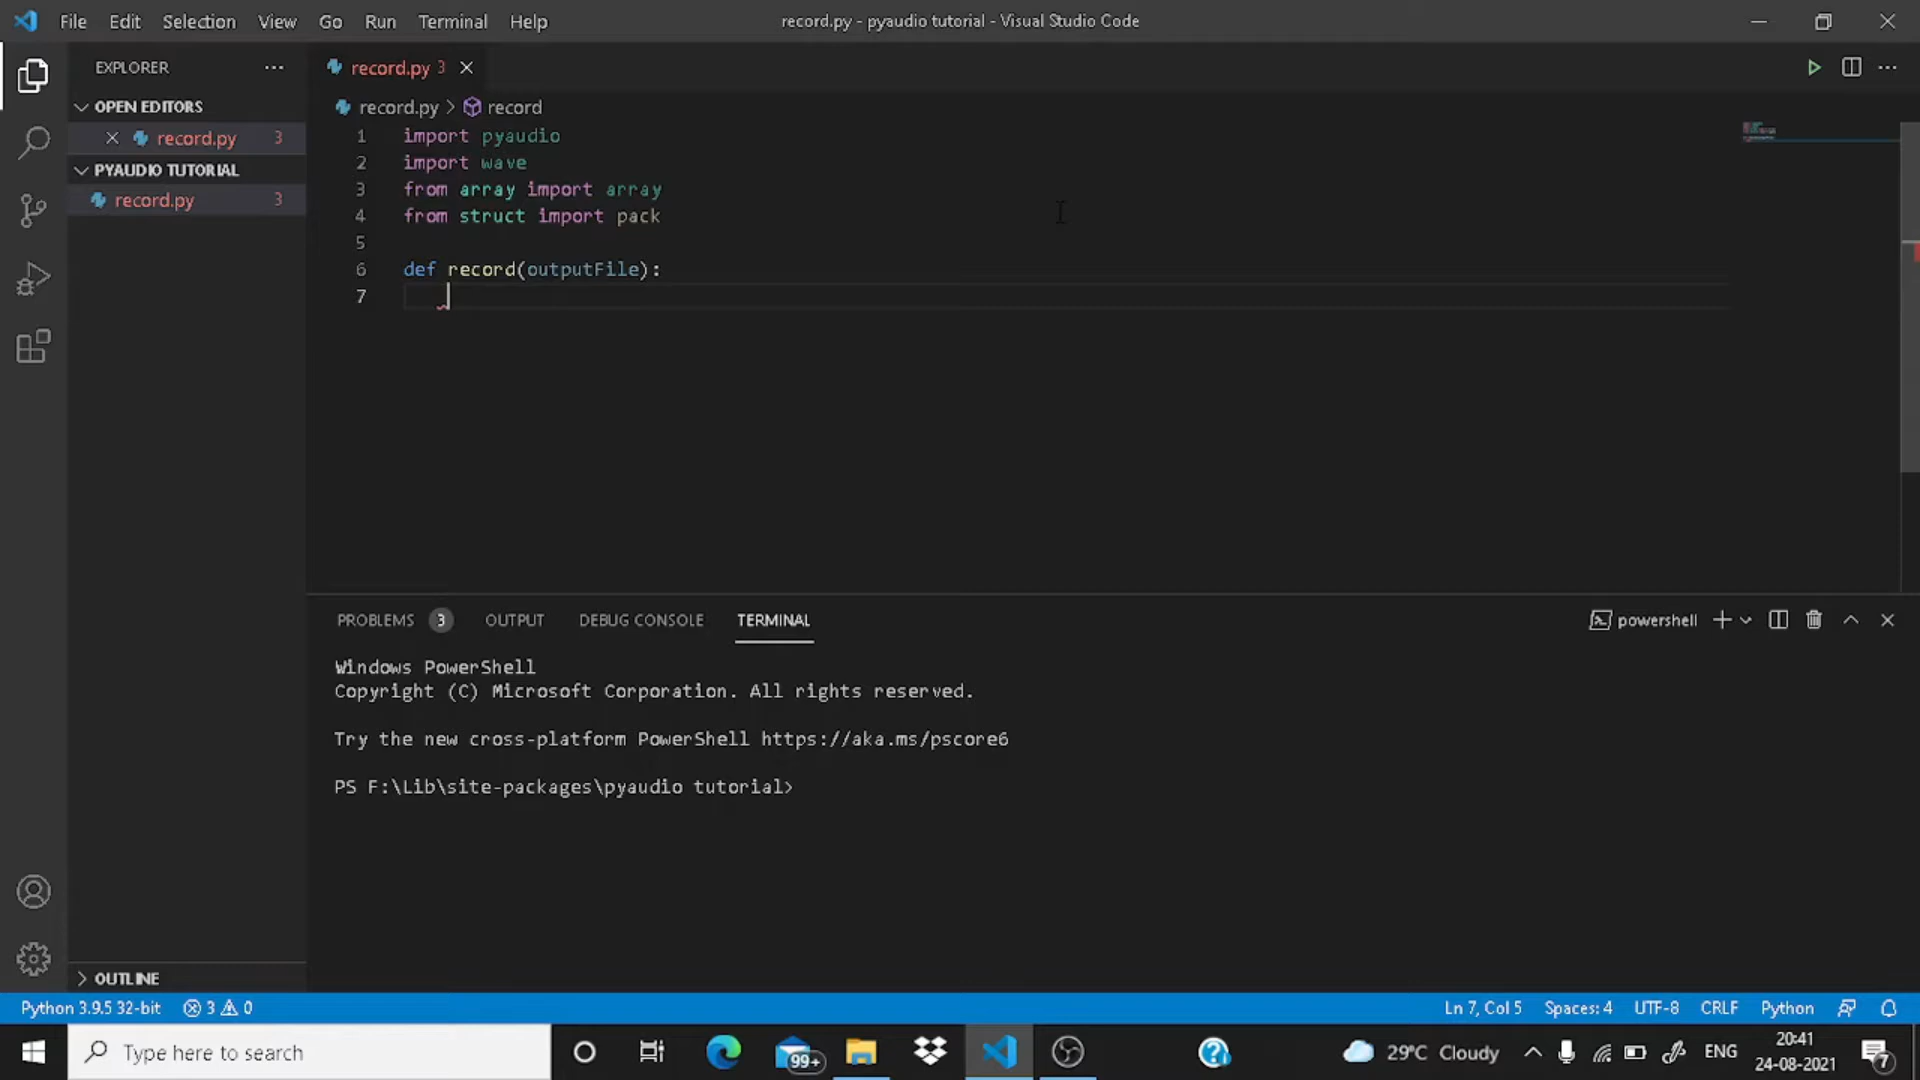 File Edit Selection View Go Run Terminal Help
record.py - pyaudio tutorial - Visual Studio Code
EXPLORER
record.py 3
OPEN EDITORS
record.py > record
record.py 3
PYAUDIO TUTORIAL
record.py 3
1 import pyaudio
2 import wave
3 from array import array
4 from struct import pack
5
6 def record(outputFile):
7
PROBLEMS 3 OUTPUT DEBUG CONSOLE TERMINAL
powershell
Windows PowerShell
Copyright (C) Microsoft Corporation. All rights reserved.
Try the new cross-platform PowerShell https://aka.ms/pscore6
PS F:\Lib\site-packages\pyaudio tutorial>
OUTLINE
Python 3.9.5 32-bit 3 0
Ln 7, Col 5 Spaces: 4 UTF-8 CRLF Python
Type here to search
99+
29°C Cloudy
ENG
20:41
24-08-2021
7